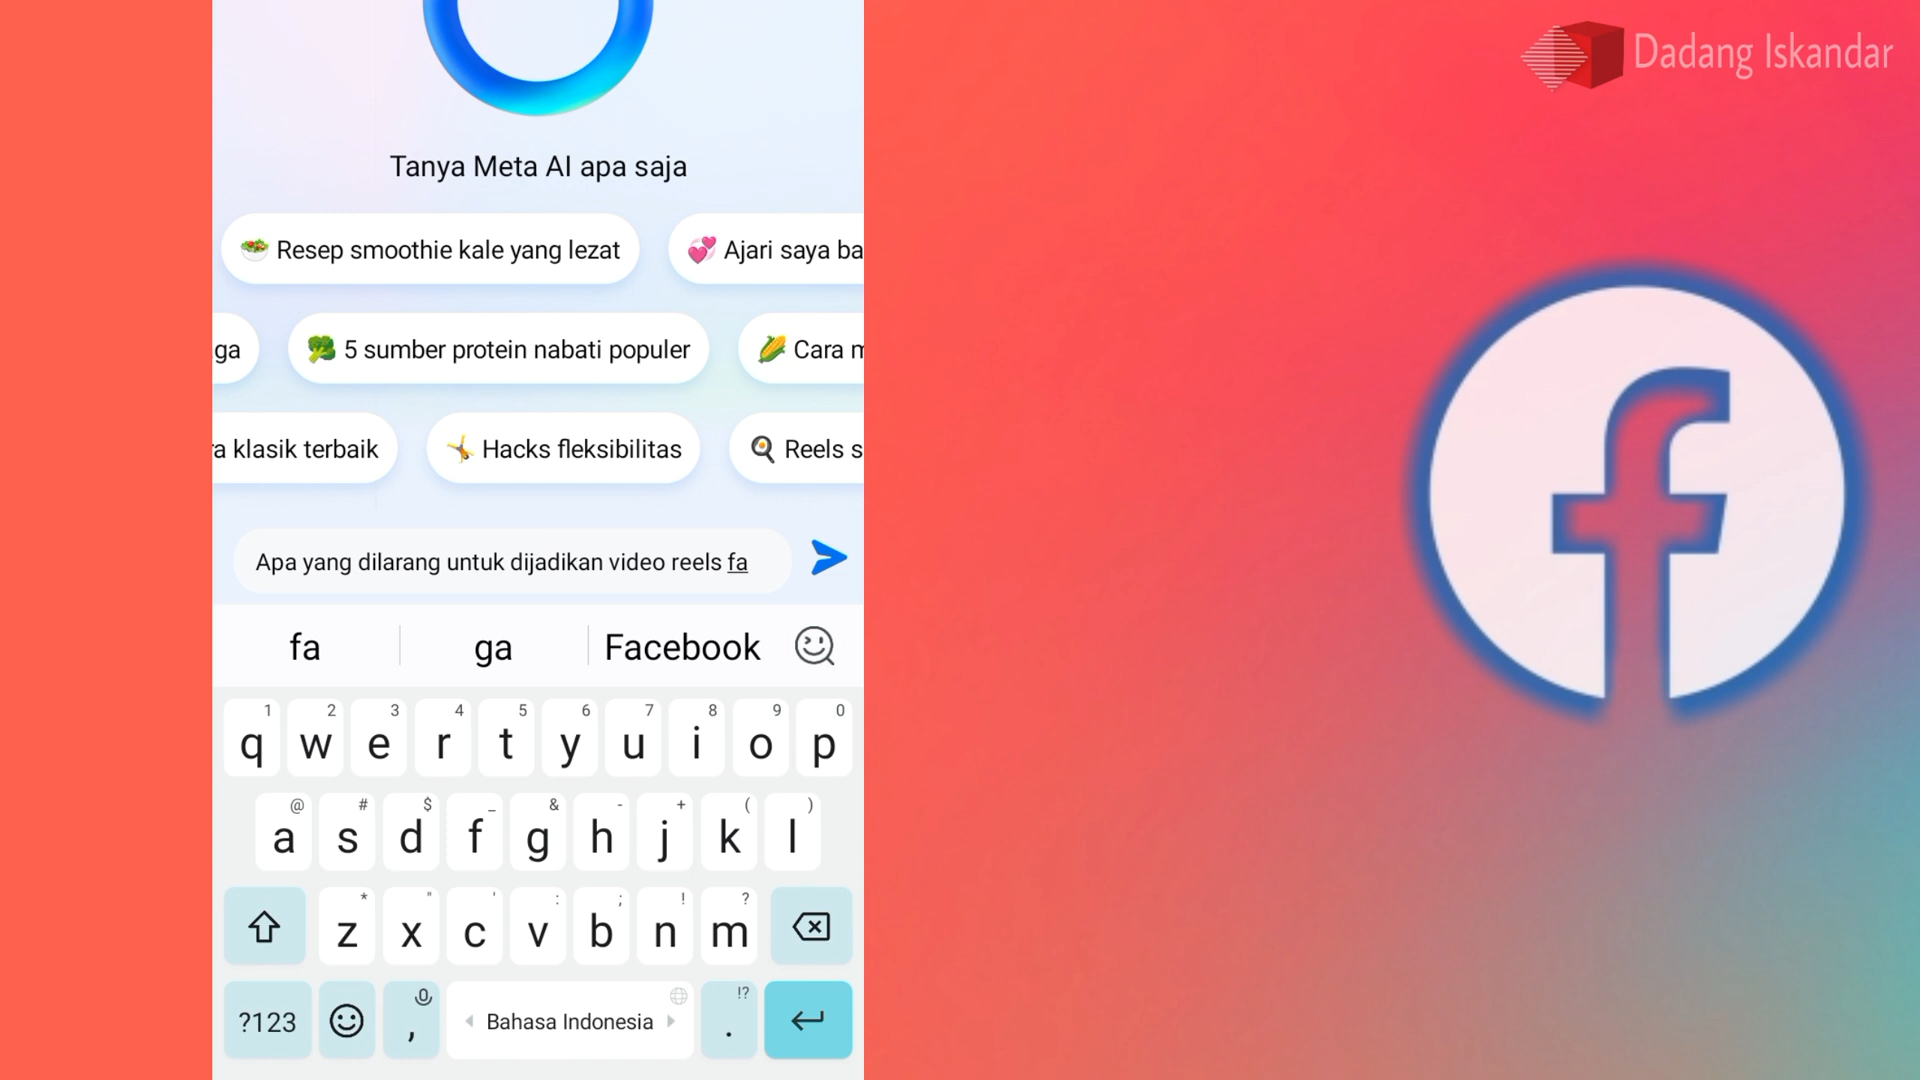 Dadang Iskandar
Tanya Meta AI apa saja
Resep smoothie kale yang lezat
Ajari saya ba
ga
5 sumber protein nabati populer
Cara m
a klasik terbaik
Hacks fleksibilitas
Reels s
Apa yang dilarang untuk dijadikan video reels fa
fa ga Facebook
1 2 3 4 5 6 7 8 9 0
q w e r t y u i o p
@ # $ _ & - + ( )
a s d f g h j k l
* " ' : ; ! ?
z x c v b n m
!?
?123 , Bahasa Indonesia .